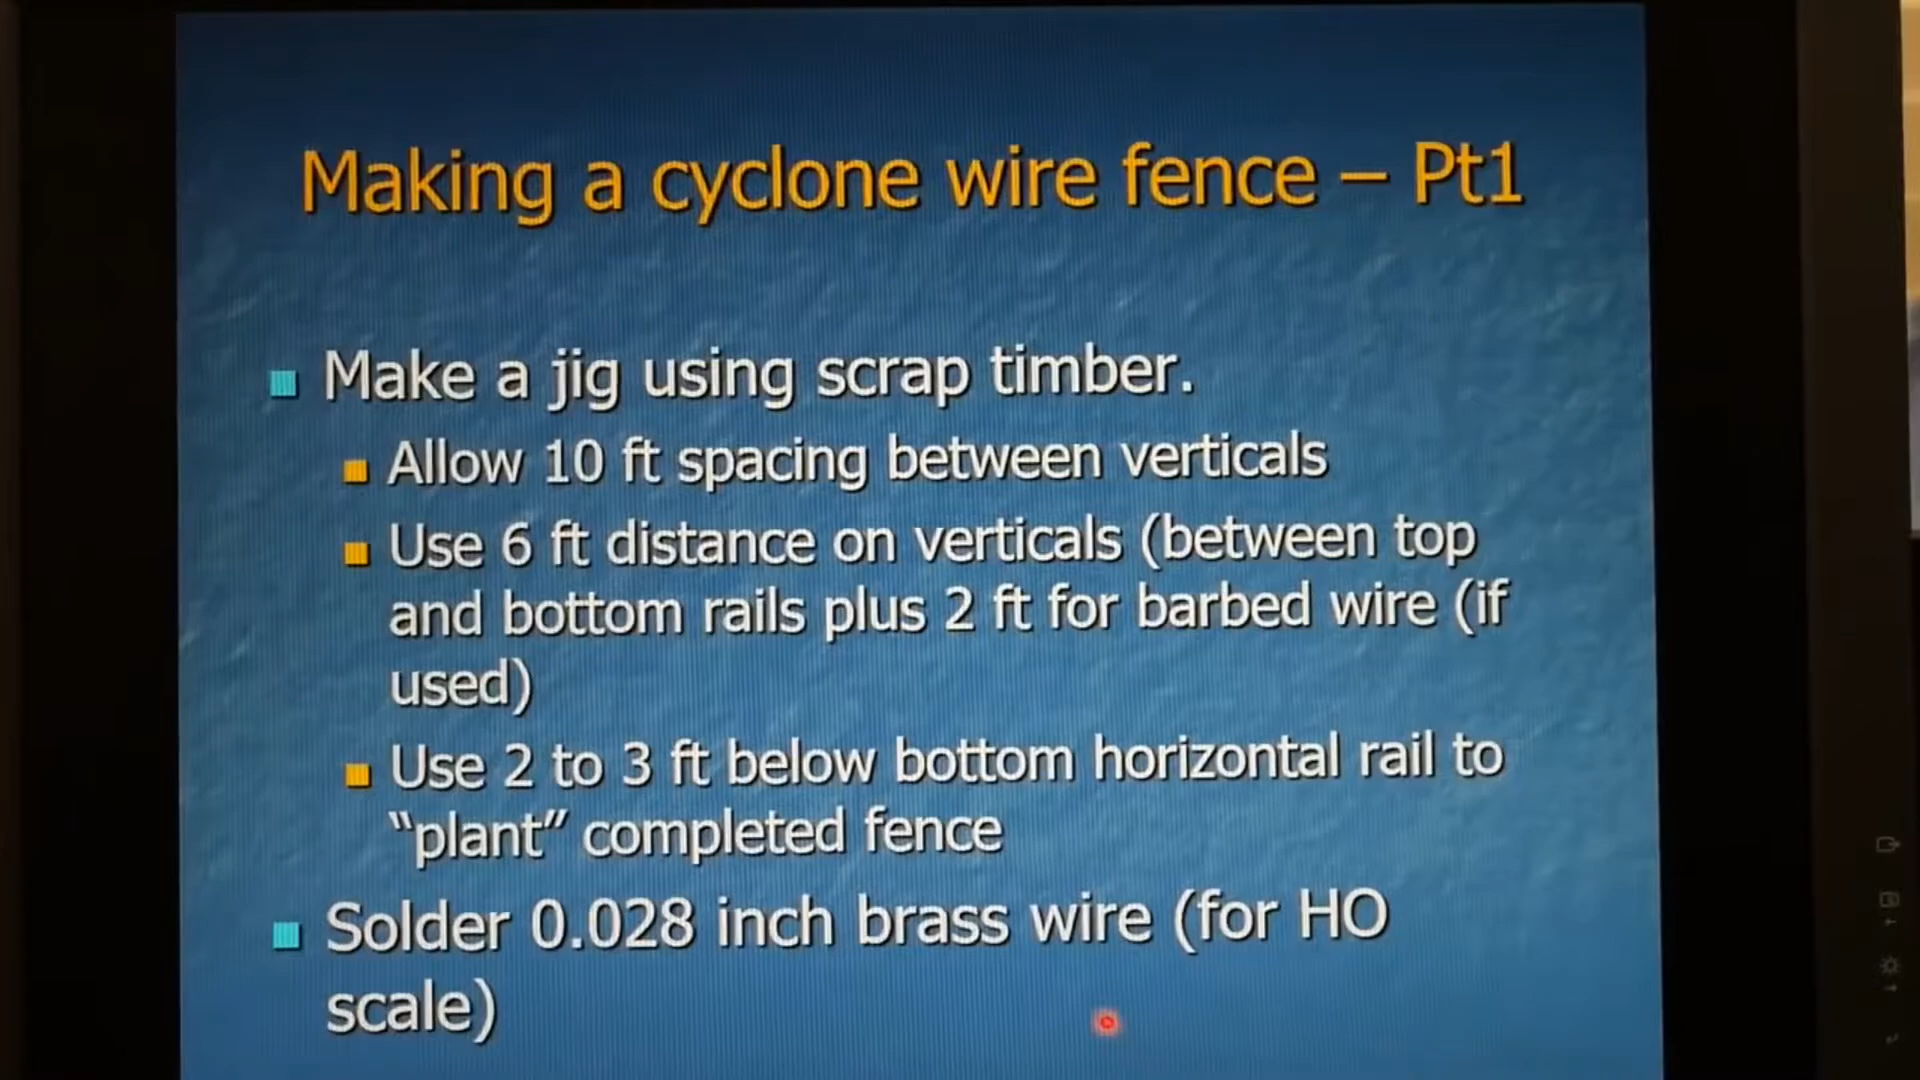 Making a cyclone wire fence – Pt1
Make a jig using scrap timber.
Allow 10 ft spacing between verticals
Use 6 ft distance on verticals (between top
and bottom rails plus 2 ft for barbed wire (if
used)
Use 2 to 3 ft below bottom horizontal rail to
“plant” completed fence
Solder 0.028 inch brass wire (for HO
scale)